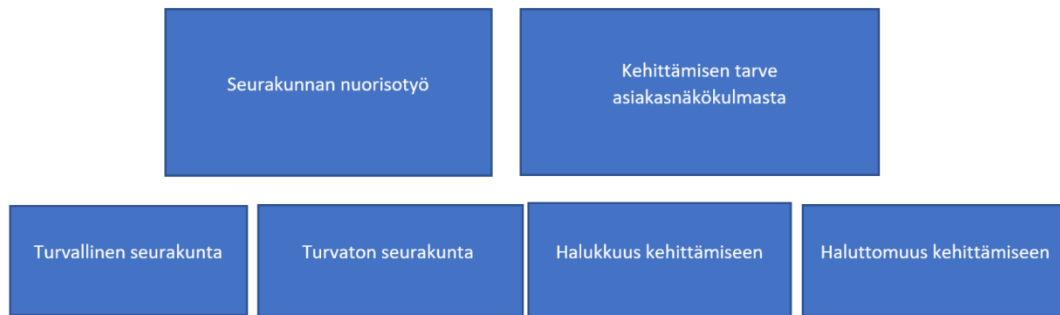 Seurakunnan nuorisotyö
Kehittämisen tarve
asiakasnäkökulmasta
Turvallinen seurakunta
Turvaton seurakunta
Halukkuus kehittämiseen
Haluttomuus kehittämiseen